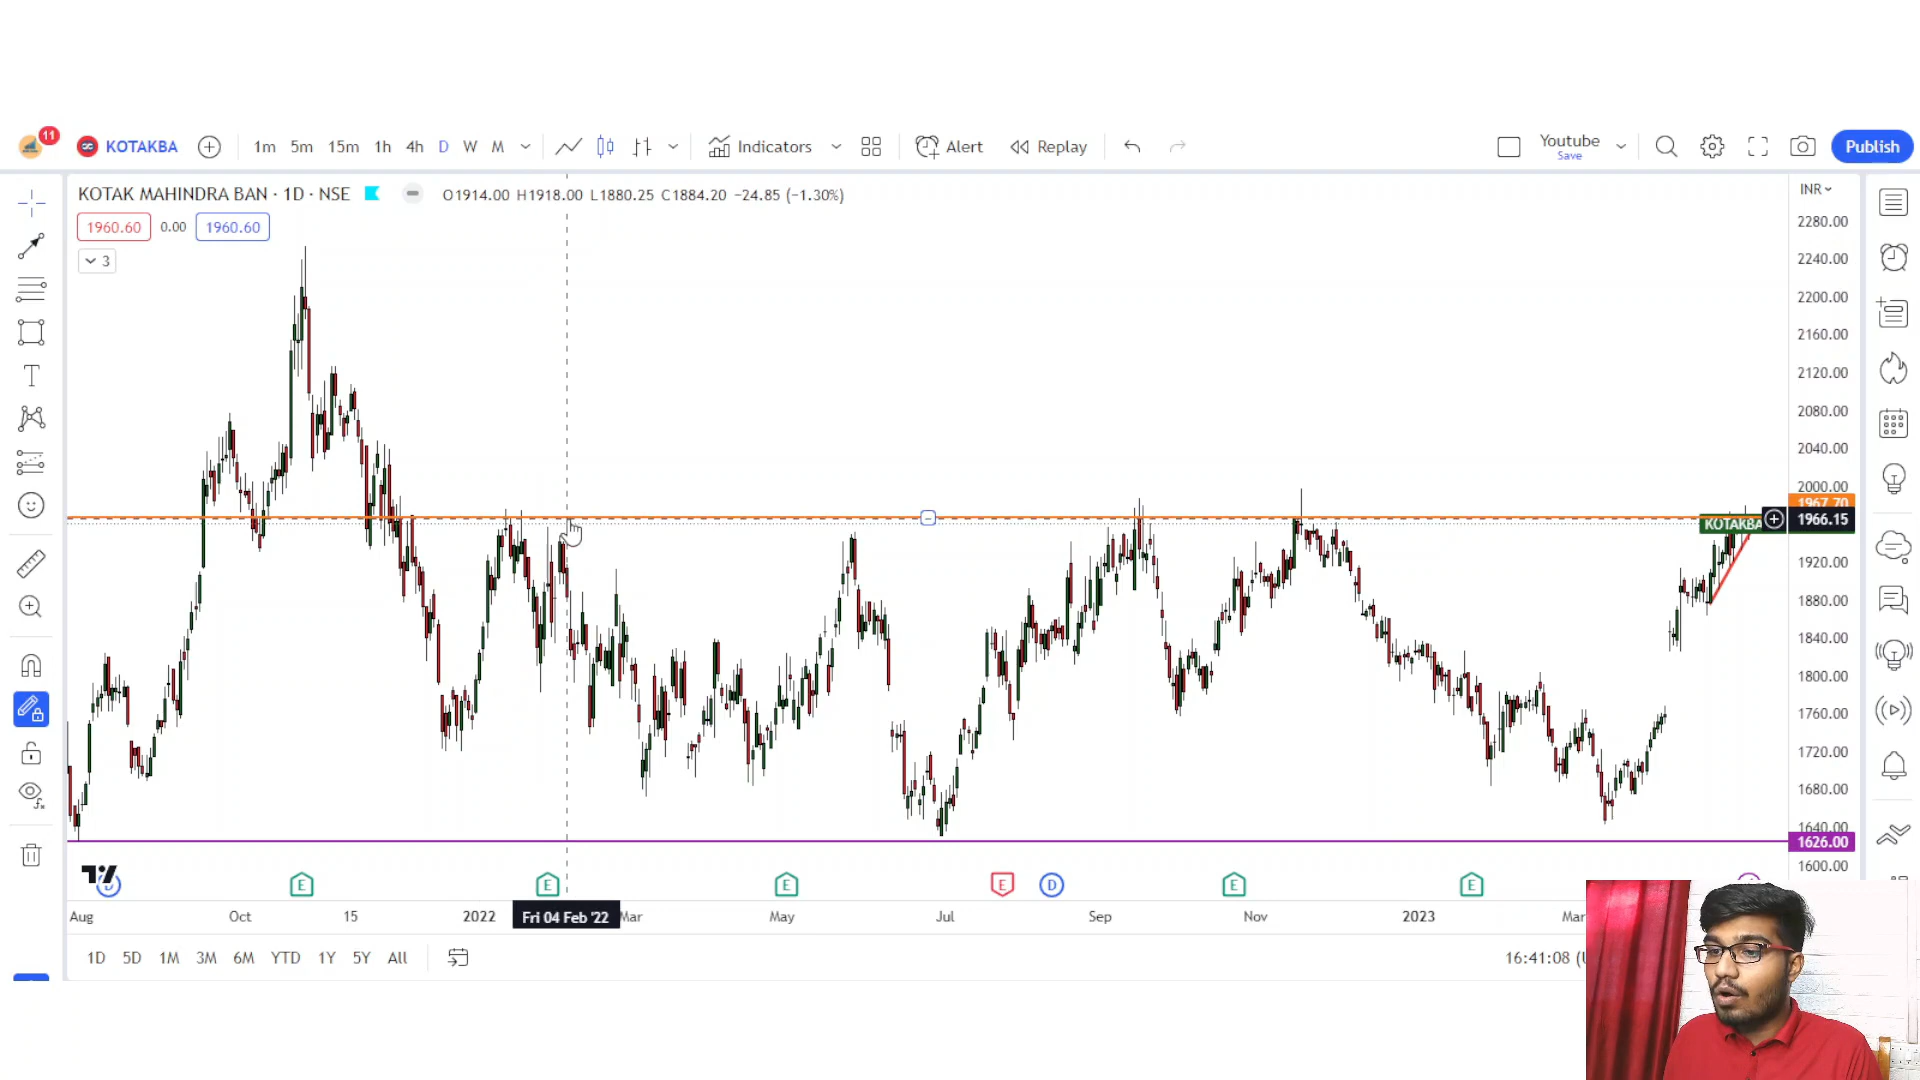 11
KOTAKBA
1m 5m 15m 1h 4h D W M
Indicators
Alert
Replay
Youtube
Save
Publish
KOTAK MAHINDRA BAN · 1D · NSE
O1914.00 H1918.00 L1880.25 C1884.20 −24.85 (−1.30%)
INR
1960.60 0.00 1960.60
3
2280.00
2240.00
2200.00
2160.00
2120.00
2080.00
2040.00
2000.00
1967.70
KOTAKBA
1966.15
1920.00
1880.00
1840.00
1800.00
1760.00
1720.00
1680.00
1640.00
1626.00
1600.00
D E E E E D E E
Aug Oct 15 2022 Fri 04 Feb '22 Mar May Jul Sep Nov 2023 Mar
1D 5D 1M 3M 6M YTD 1Y 5Y All
16:41:08 (U